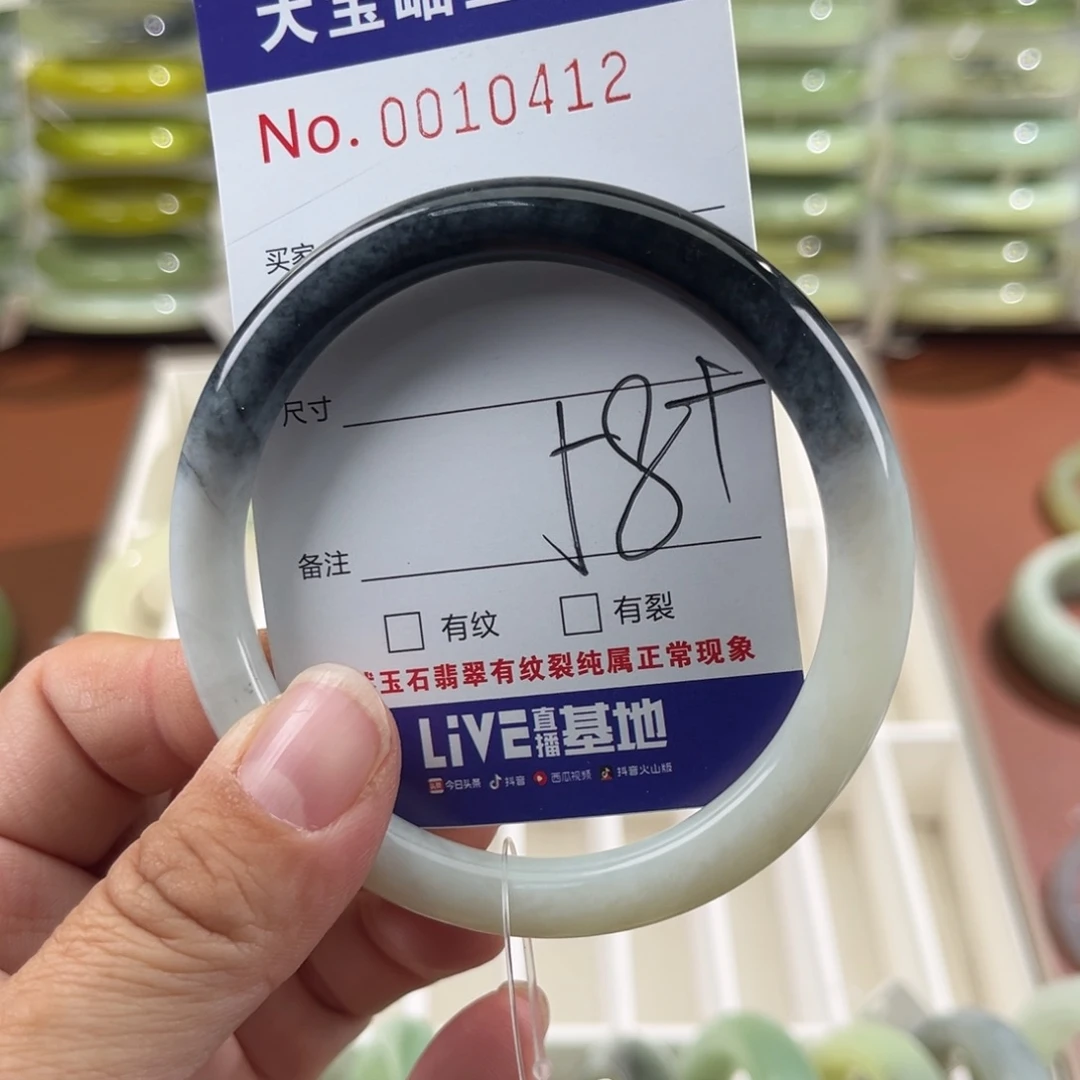 宝岫
No. 0010412
买家
尺寸
备注
有纹 有裂
玉石翡翠有纹裂纯属正常现象
LiVE直播基地
今日头条 抖音 西瓜视频 抖音火山版